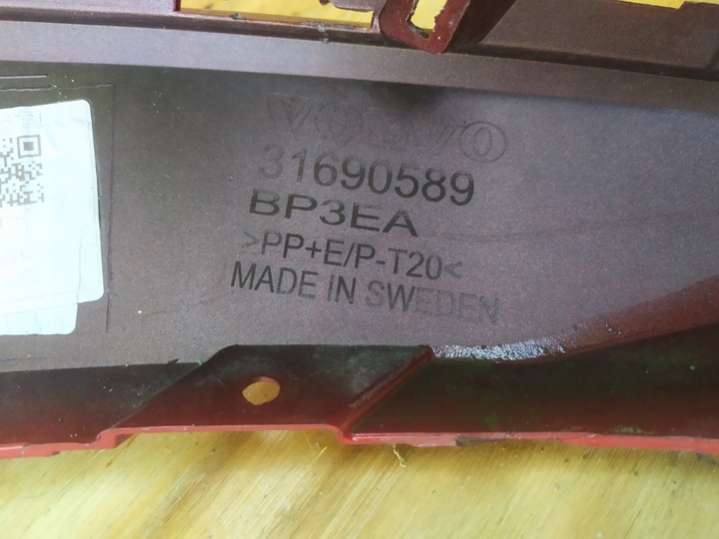 VOLVO
31690589
BP3EA
>PP+E/P-T20<
MADE IN SWEDEN